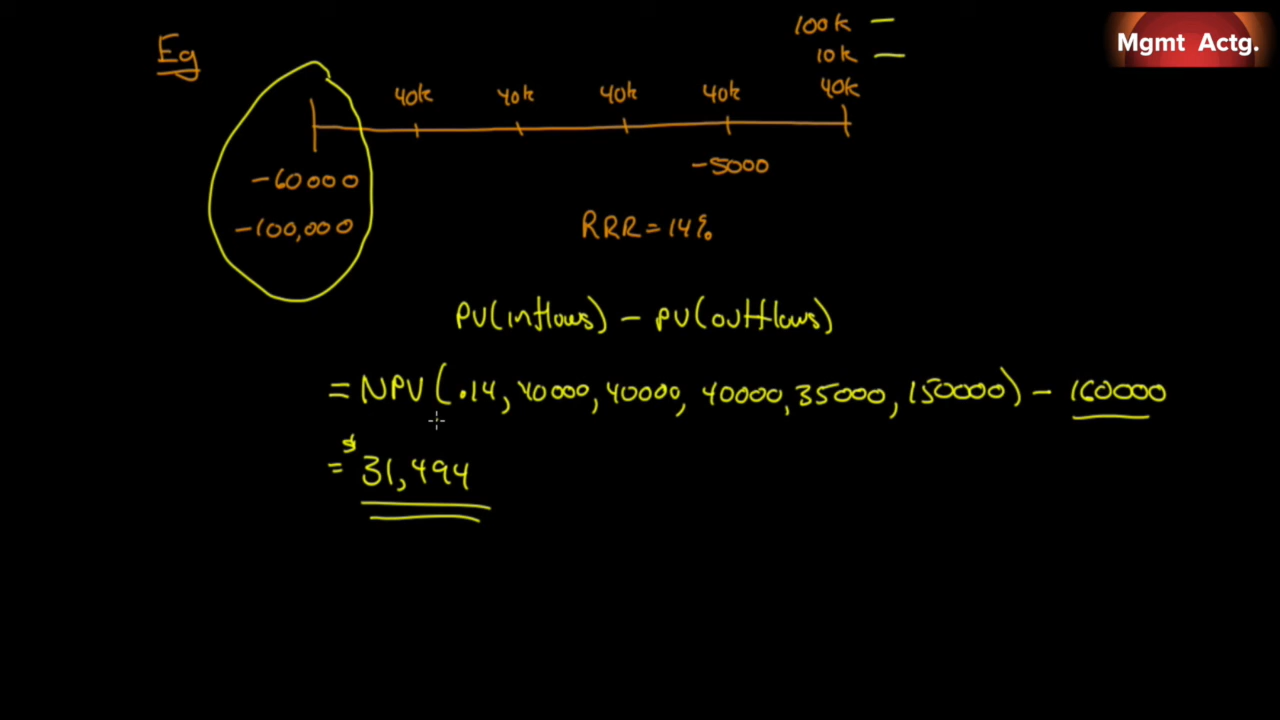 Mgmt Actg.
Eg
100k –
10k –
40k 40k 40k 40k 40k
-5000
-60000
-100,000
RRR = 14%
PV(inflows) – PV(outflows)
= NPV(.14, 40000, 40000, 40000, 35000, 150000) – 160000
= $31,494